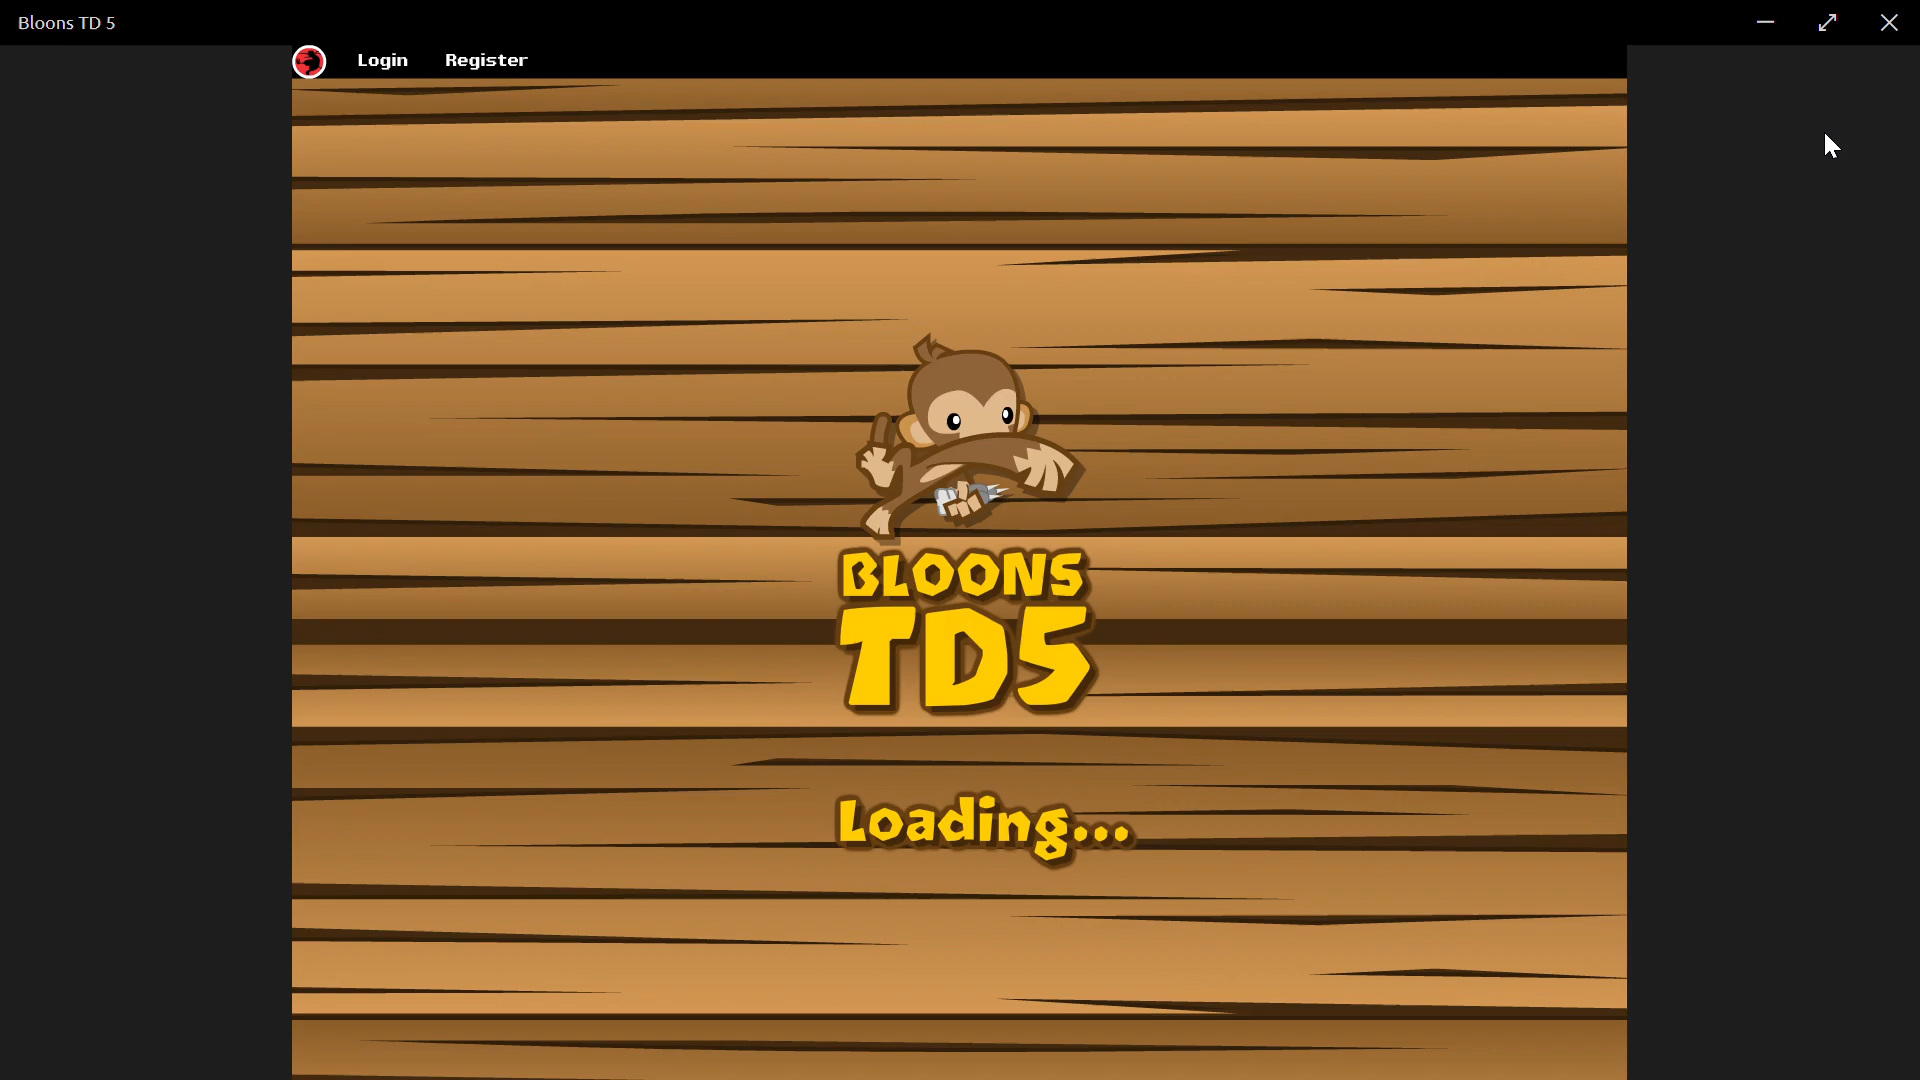 Bloons TD 5
Login Register
BLOONS
TD5
Loading...